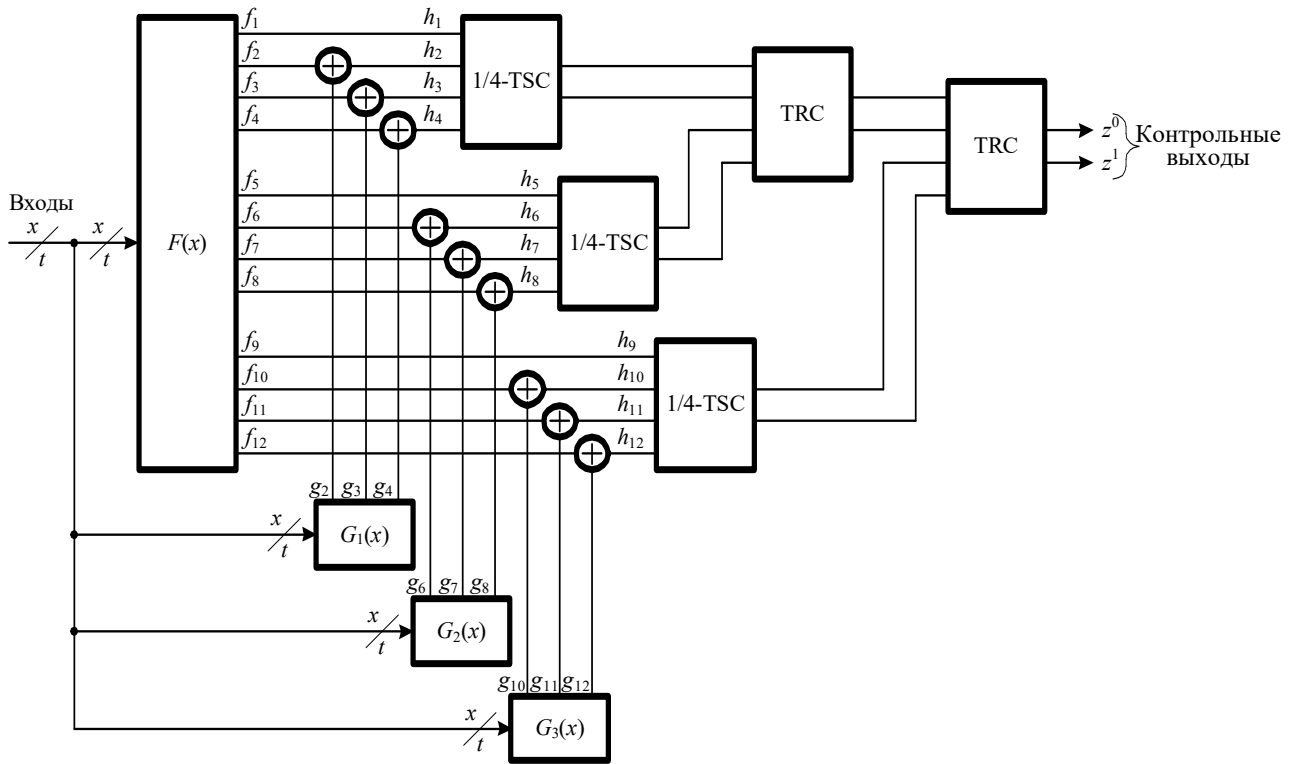 f₁ h₁
f₂ h₂
f₃ h₃
f₄ h₄
1/4-TSC
TRC
TRC
z⁰
z¹
Контрольные
выходы
f₅ h₅
f₆ h₆
f₇ h₇
f₈ h₈
1/4-TSC
Входы
x
t
x
t
F(x)
f₉ h₉
f₁₀ h₁₀
f₁₁ h₁₁
f₁₂ h₁₂
1/4-TSC
g₂ g₃ g₄
x
t
G₁(x)
g₆ g₇ g₈
x
t
G₂(x)
g₁₀ g₁₁ g₁₂
x
t
G₃(x)